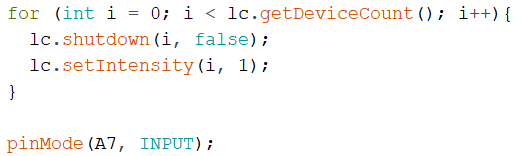 for (int i = 0; i < lc.getDeviceCount(); i++){
  lc.shutdown(i, false);
  lc.setIntensity(i, 1);
}

pinMode(A7, INPUT);